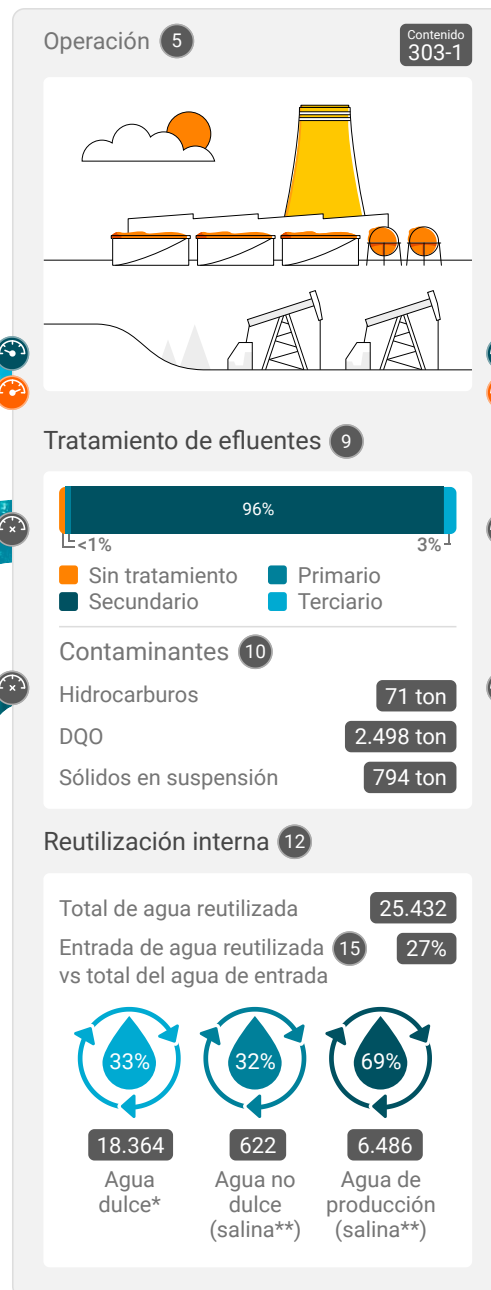 Operación 5
Contenido
303-1
Tratamiento de efluentes 9
96%
<1%
3%
Sin tratamiento
Primario
Secundario
Terciario
Contaminantes 10
Hidrocarburos
71 ton
DQO
2.498 ton
Sólidos en suspensión
794 ton
Reutilización interna 12
Total de agua reutilizada
25.432
Entrada de agua reutilizada 15
27%
vs total del agua de entrada
33%
32%
69%
18.364
622
6.486
Agua
dulce*
Agua no
dulce
(salina**)
Agua de
producción
(salina**)